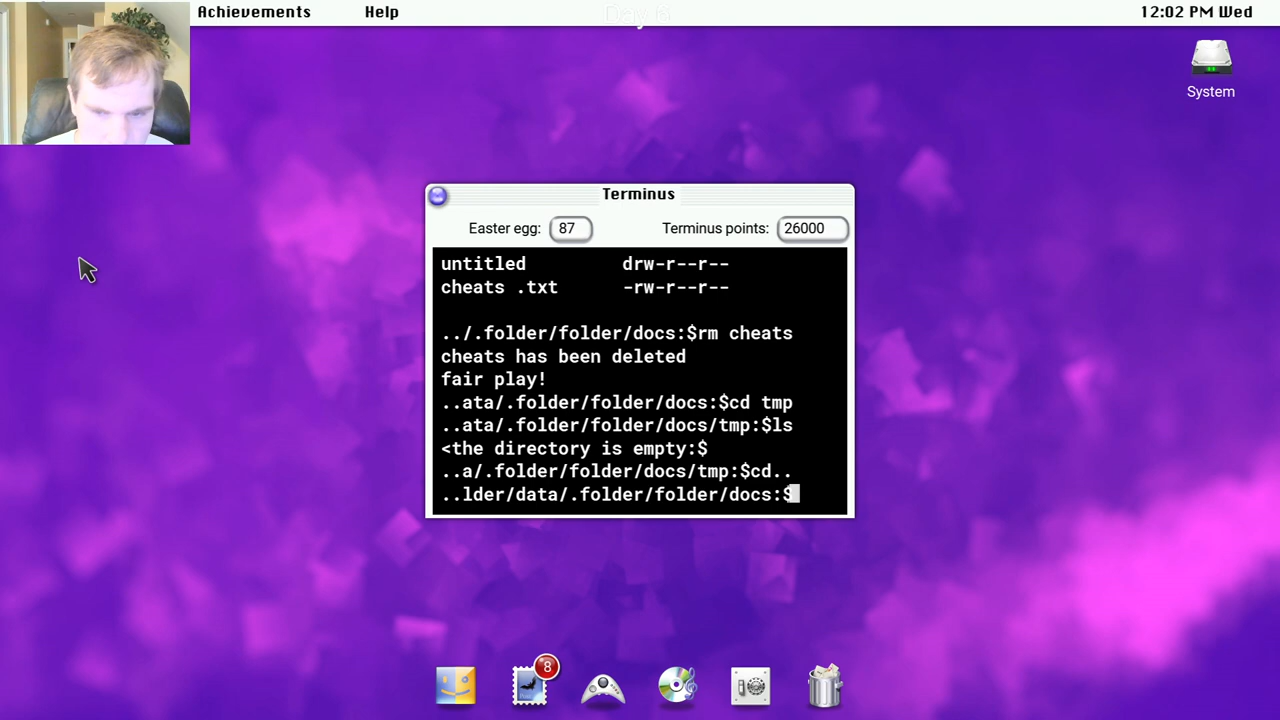 Achievements Help Day 6 12:02 PM Wed
System
Terminus
Easter egg: 87 Terminus points: 26000
untitled drw-r--r--
cheats .txt -rw-r--r--
../.folder/folder/docs:$rm cheats
cheats has been deleted
fair play!
..ata/.folder/folder/docs:$cd tmp
..ata/.folder/folder/docs/tmp:$ls
<the directory is empty:$
..a/.folder/folder/docs/tmp:$cd..
..lder/data/.folder/folder/docs:$
8